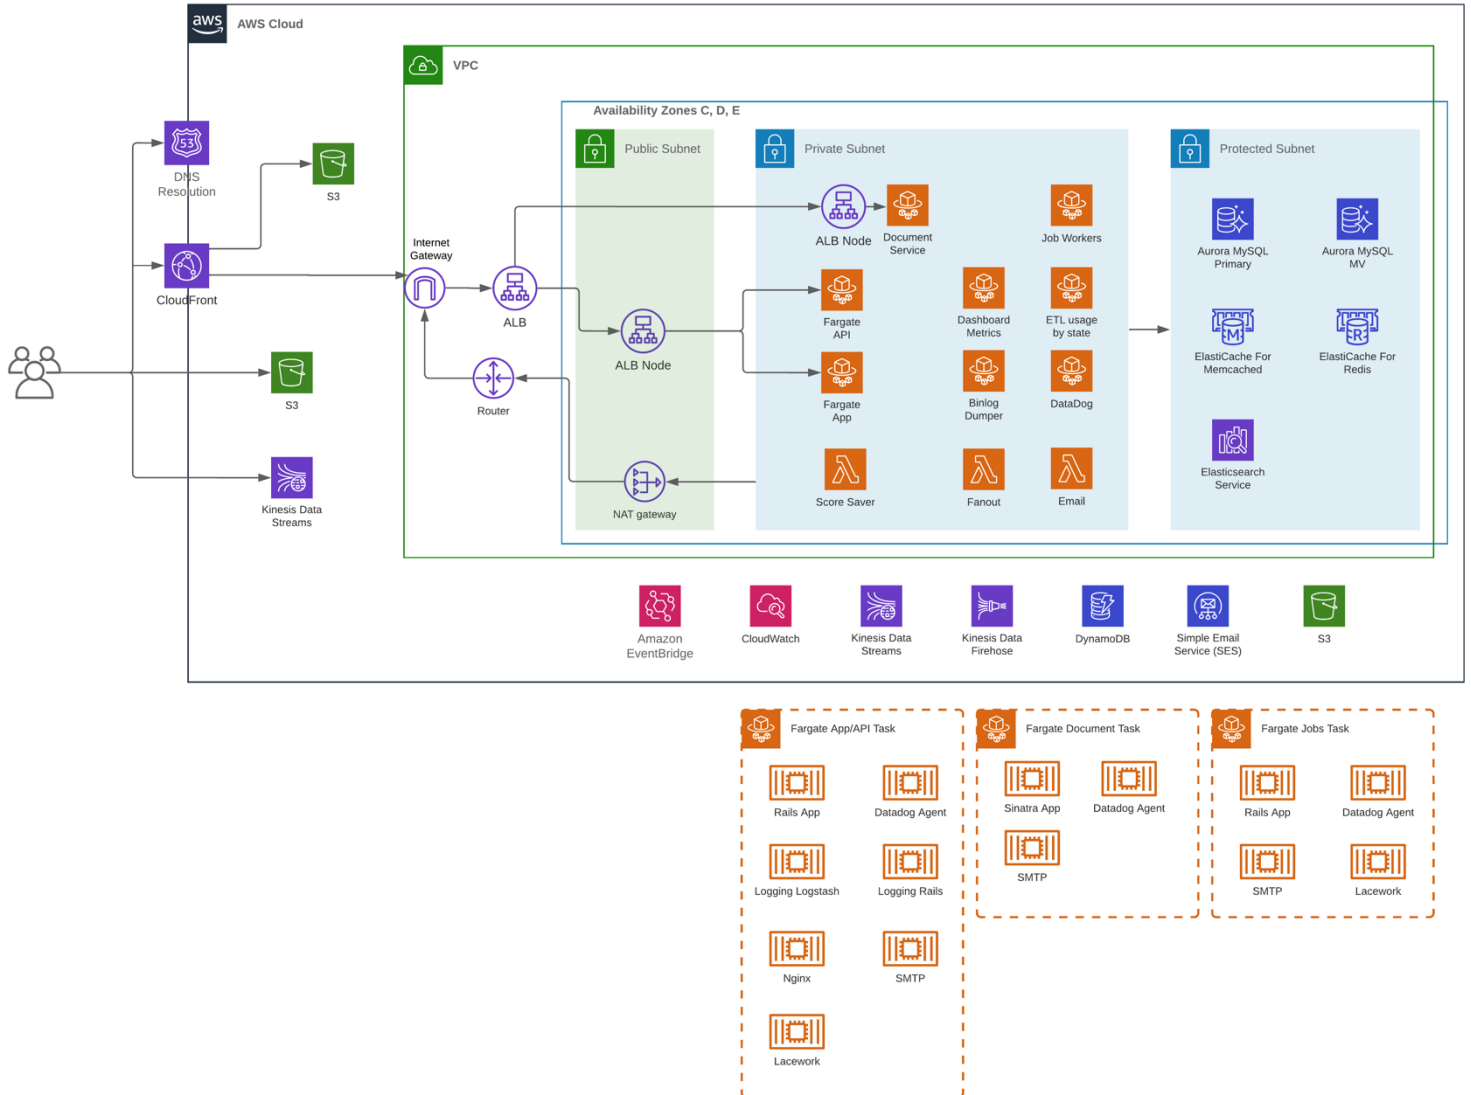 aws
AWS Cloud
VPC
Availability Zones C, D, E
Public Subnet
Private Subnet
Protected Subnet
53
DNS
Resolution
S3
CloudFront
Internet
Gateway
ALB
ALB Node
Router
NAT gateway
S3
Kinesis Data
Streams
ALB Node
Document
Service
Job Workers
Fargate
API
Dashboard
Metrics
ETL usage
by state
Fargate
App
Binlog
Dumper
DataDog
Score Saver
Fanout
Email
Aurora MySQL
Primary
Aurora MySQL
MV
M
ElastiCache For
Memcached
R
ElastiCache For
Redis
Elasticsearch
Service
Amazon
EventBridge
CloudWatch
Kinesis Data
Streams
Kinesis Data
Firehose
DynamoDB
Simple Email
Service (SES)
S3
Fargate App/API Task
Rails App
Datadog Agent
Logging Logstash
Logging Rails
Nginx
SMTP
Lacework
Fargate Document Task
Sinatra App
Datadog Agent
SMTP
Fargate Jobs Task
Rails App
Datadog Agent
SMTP
Lacework